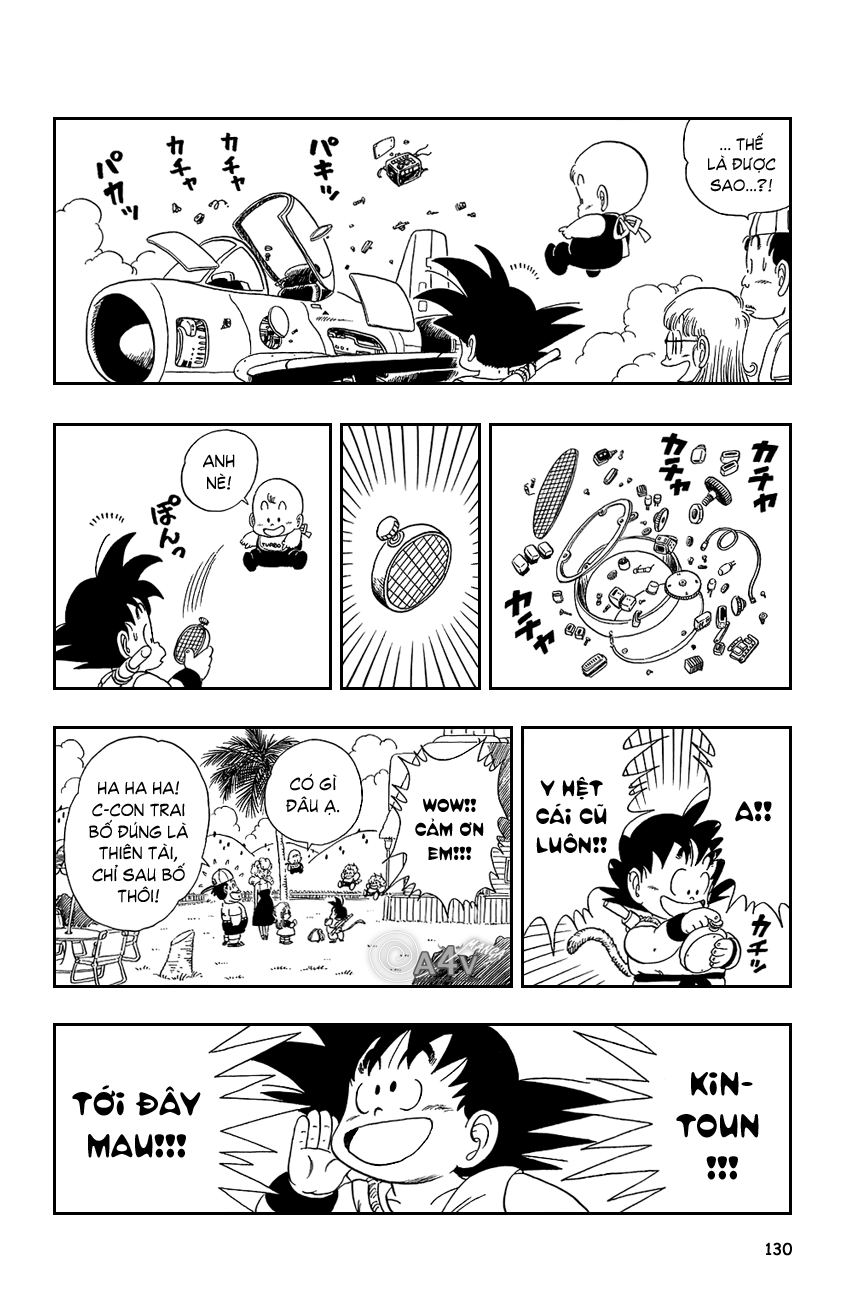 ... THẾ
LÀ ĐƯỢC
SAO...?!
パキッ
カチャ
カチャ
パカッ
カチャ
カチャ
カチャ
ANH
NÈ!
TURBO
ぽんっ
A!!
Y HỆT
CÁI CŨ
LUÔN!!
カチッ
WOW!!
CẢM ƠN
EM!!!
CÓ GÌ
ĐÂU Ạ.
HA HA HA!
C-CON TRAI
BỐ ĐÚNG LÀ
THIÊN TÀI,
CHỈ SAU BỐ
THÔI!
©A4V
KIN-
TOUN
!!!
TỚI ĐÂY
MAU!!!
130